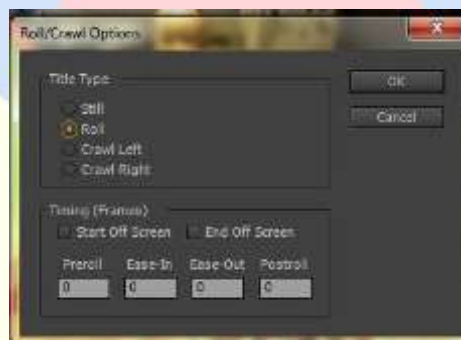 Roll/Crawl Options
Title Type
OK
Still
Roll
Cancel
Crawl Left
Crawl Right
Timing (Frames)
Start Off Screen End Off Screen
Preroll Ease-In Ease-Out Postroll
0 0 0 0